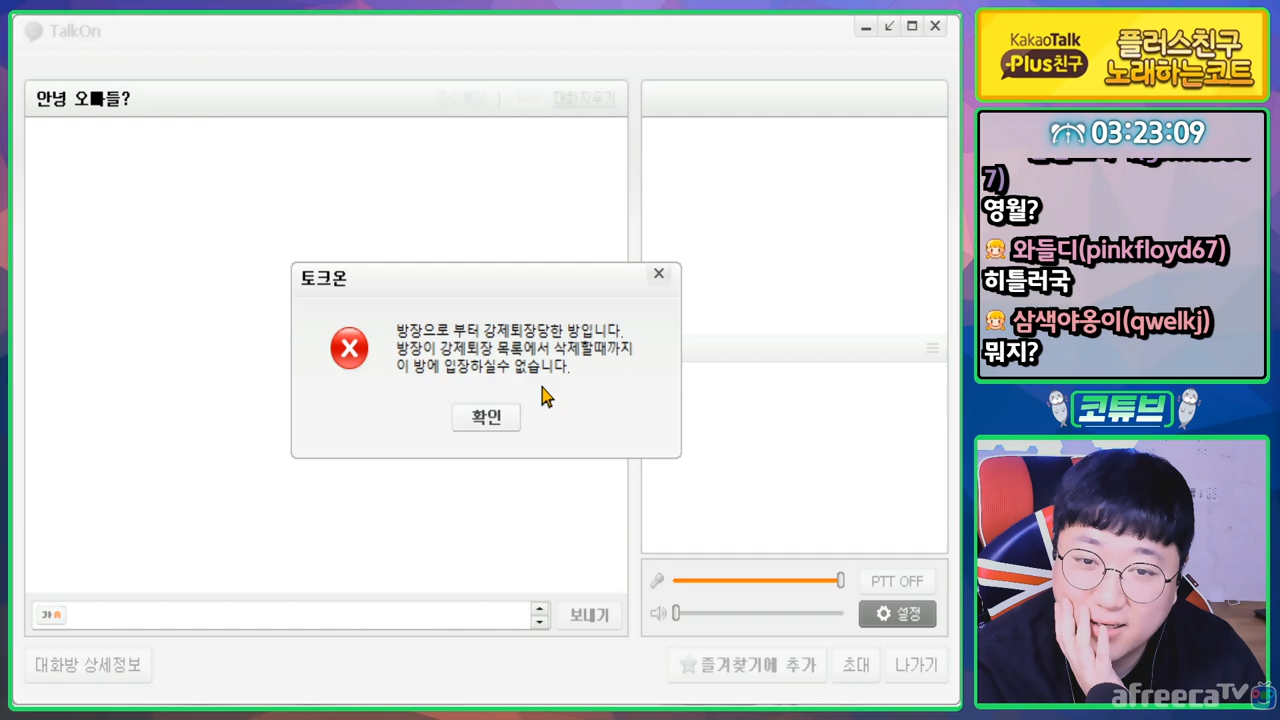 TalkOn
안녕 오■들?
대화지우기
토크온
방장으로 부터 강제퇴장당한 방입니다.
방장이 강제퇴장 목록에서 삭제할때까지
이 방에 입장하실수 없습니다.
확인
가
보내기
PTT OFF
설정
대화방 상세정보
즐겨찾기에 추가
초대
나가기
KakaoTalk
Plus친구
플러스친구
노래하는코트
03:23:09
7)
영월?
와들디(pinkfloyd67)
히틀러국
삼색야옹이(qwelkj)
뭐지?
코튜브
afreecaTV